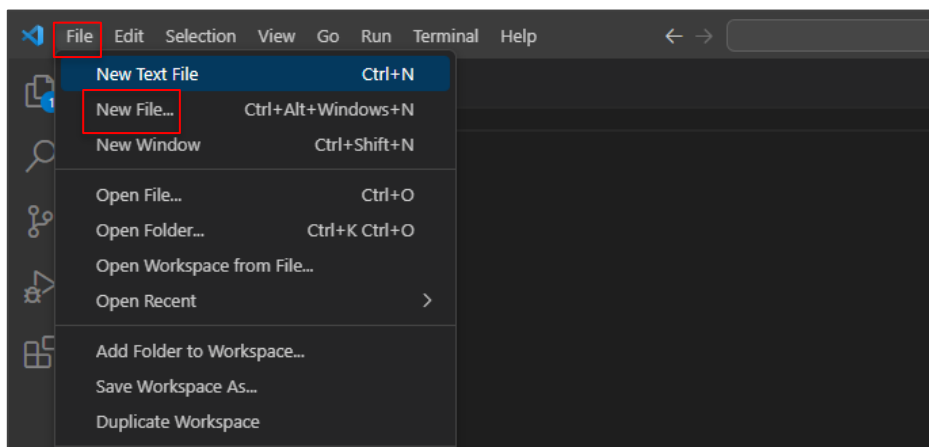 File Edit Selection View Go Run Terminal Help
New Text File Ctrl+N
New File... Ctrl+Alt+Windows+N
New Window Ctrl+Shift+N
Open File... Ctrl+O
Open Folder... Ctrl+K Ctrl+O
Open Workspace from File...
Open Recent
Add Folder to Workspace...
Save Workspace As...
Duplicate Workspace
1